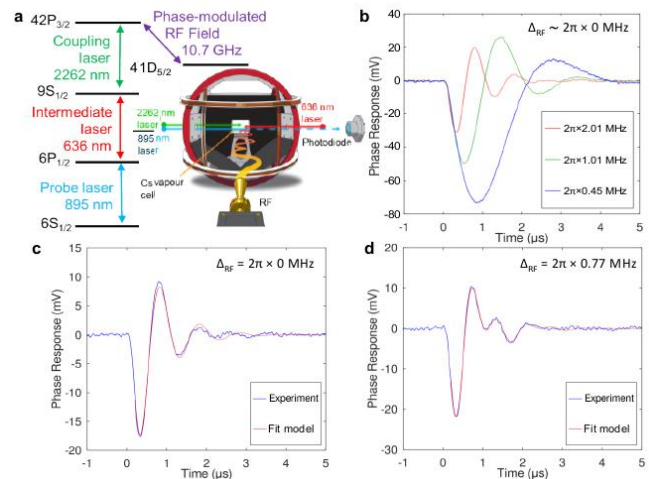 a
42P3/2
Coupling
laser
2262 nm
9S1/2
Intermediate
laser
636 nm
6P1/2
Probe laser
895 nm
6S1/2
Phase-modulated
RF Field
10.7 GHz
41D5/2
2262 nm
laser
895 nm
laser
636 nm
laser
Photodiode
Cs vapour
cell
RF
b
ΔRF ~ 2π × 0 MHz
Phase Response (mV)
40
20
0
-20
-40
-60
-80
2π×2.01 MHz
2π×1.01 MHz
2π×0.45 MHz
-1 0 1 2 3 4 5
Time (µs)
c
ΔRF = 2π × 0 MHz
Phase Response (mV)
15
10
5
0
-5
-10
-15
-20
Experiment
Fit model
-1 0 1 2 3 4 5
Time (µs)
d
ΔRF = 2π × 0.77 MHz
Phase Response (mV)
20
10
0
-10
-20
-30
Experiment
Fit model
-1 0 1 2 3 4 5
Time (µs)